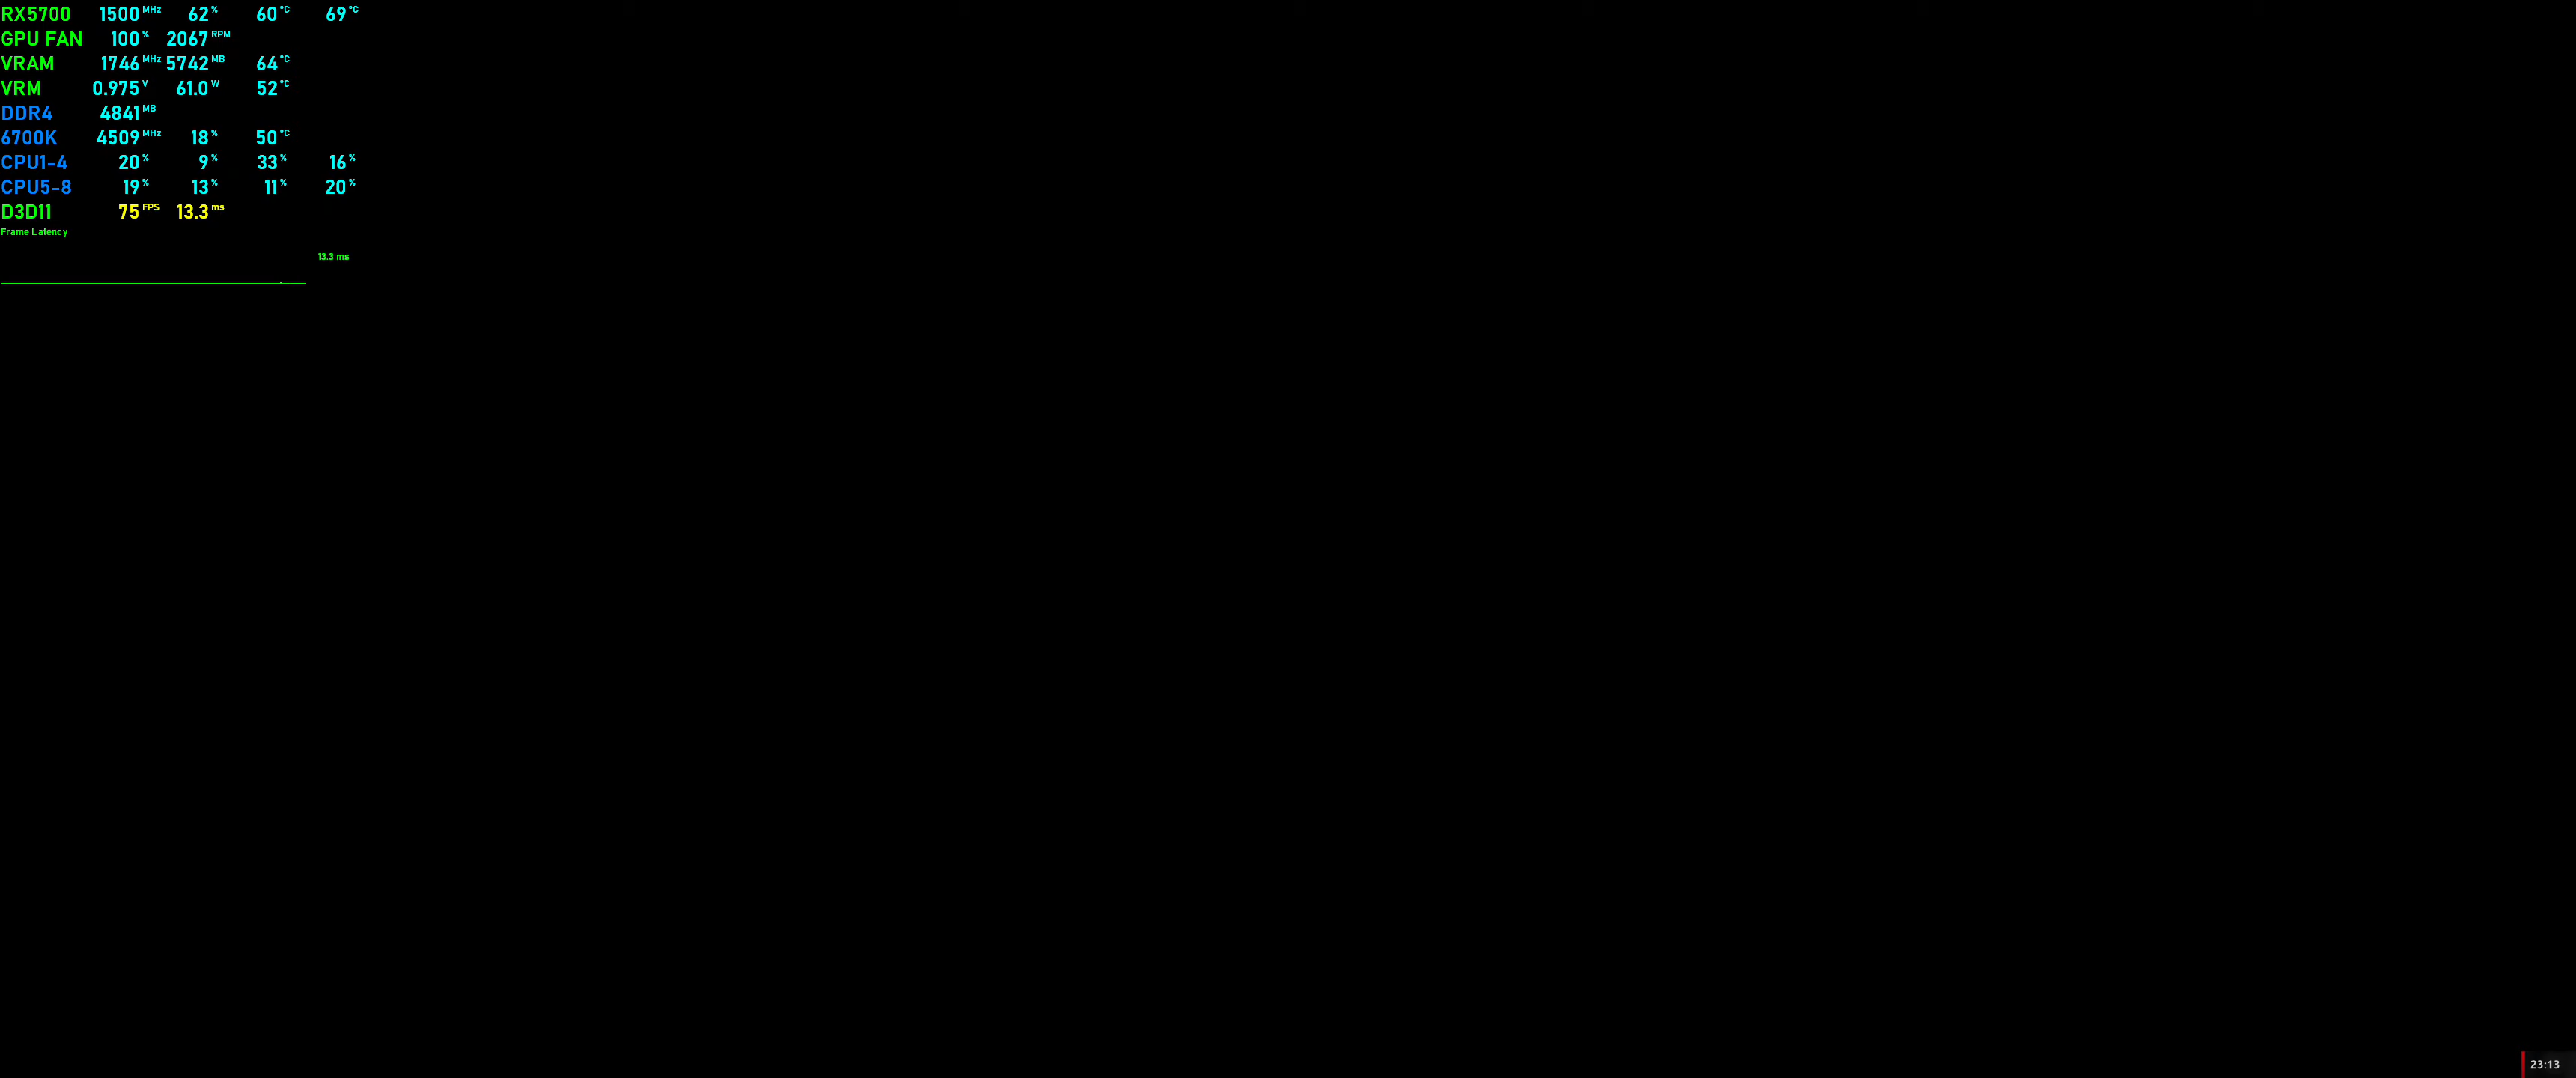 RX5700 1500 MHz 62 % 60 °C 69 °C
GPU FAN 100 % 2067 RPM
VRAM 1746 MHz 5742 MB 64 °C
VRM 0.975 V 61.0 W 52 °C
DDR4 4841 MB
6700K 4509 MHz 18 % 50 °C
CPU1-4 20 % 9 % 33 % 16 %
CPU5-8 19 % 13 % 11 % 20 %
D3D11 75 FPS 13.3 ms
Frame Latency
13.3 ms
23:13